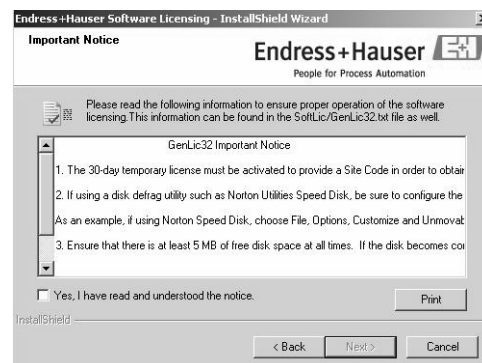 Endress+Hauser Software Licensing - InstallShield Wizard
Important Notice
Endress+Hauser
People for Process Automation
Please read the following information to ensure proper operation of the software
licensing.This information can be found in the SoftLic/GenLic32.txt file as well.
GenLic32 Important Notice
1. The 30-day temporary license must be activated to provide a Site Code in order to obtair
2. If using a disk defrag utility such as Norton Utilities Speed Disk, be sure to configure the
As an example, if using Norton Speed Disk, choose File, Options, Customize and Unmovat
3. Ensure that there is at least 5 MB of free disk space at all times. If the disk becomes cor
Yes, I have read and understood the notice.
Print
InstallShield
< Back
Next >
Cancel